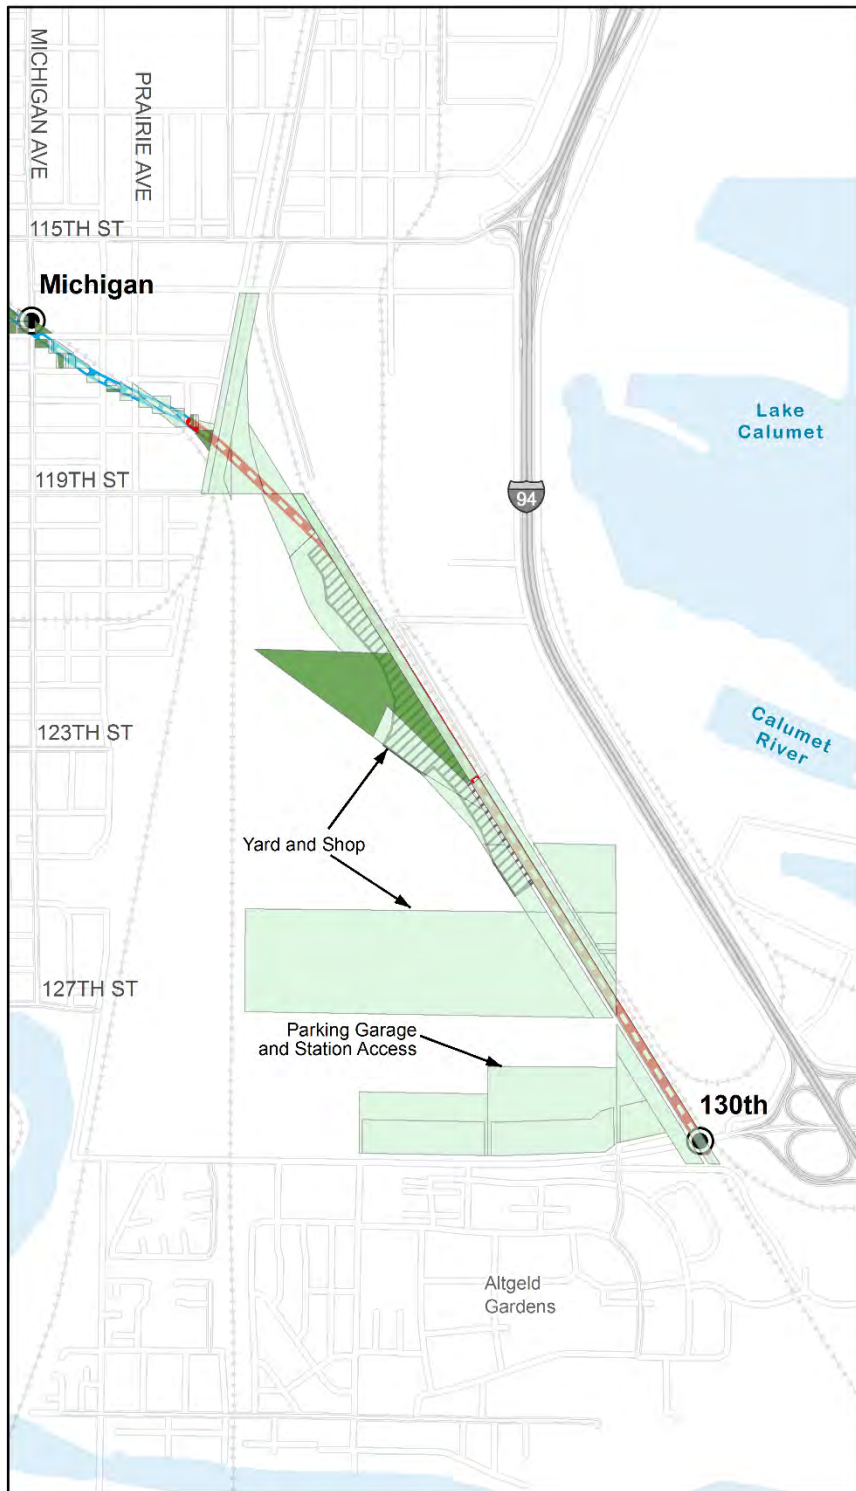 MICHIGAN AVE
PRAIRIE AVE
115TH ST
Michigan
Lake
Calumet
119TH ST
94
Calumet
River
123TH ST
Yard and Shop
127TH ST
Parking Garage
and Station Access
130th
Altgeld
Gardens